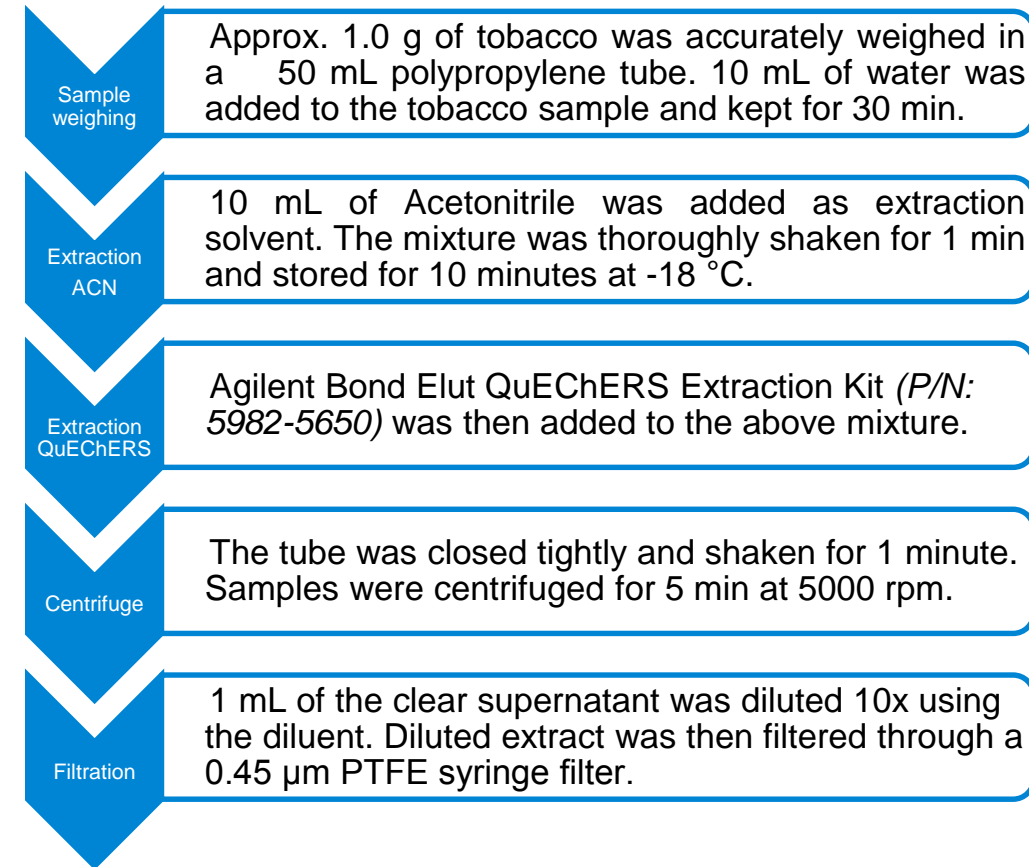 Sample
weighing
Approx. 1.0 g of tobacco was accurately weighed in
a 50 mL polypropylene tube. 10 mL of water was
added to the tobacco sample and kept for 30 min.
Extraction
ACN
10 mL of Acetonitrile was added as extraction
solvent. The mixture was thoroughly shaken for 1 min
and stored for 10 minutes at -18 °C.
Extraction
QuEChERS
Agilent Bond Elut QuEChERS Extraction Kit (P/N:
5982-5650) was then added to the above mixture.
Centrifuge
The tube was closed tightly and shaken for 1 minute.
Samples were centrifuged for 5 min at 5000 rpm.
Filtration
1 mL of the clear supernatant was diluted 10x using
the diluent. Diluted extract was then filtered through a
0.45 µm PTFE syringe filter.